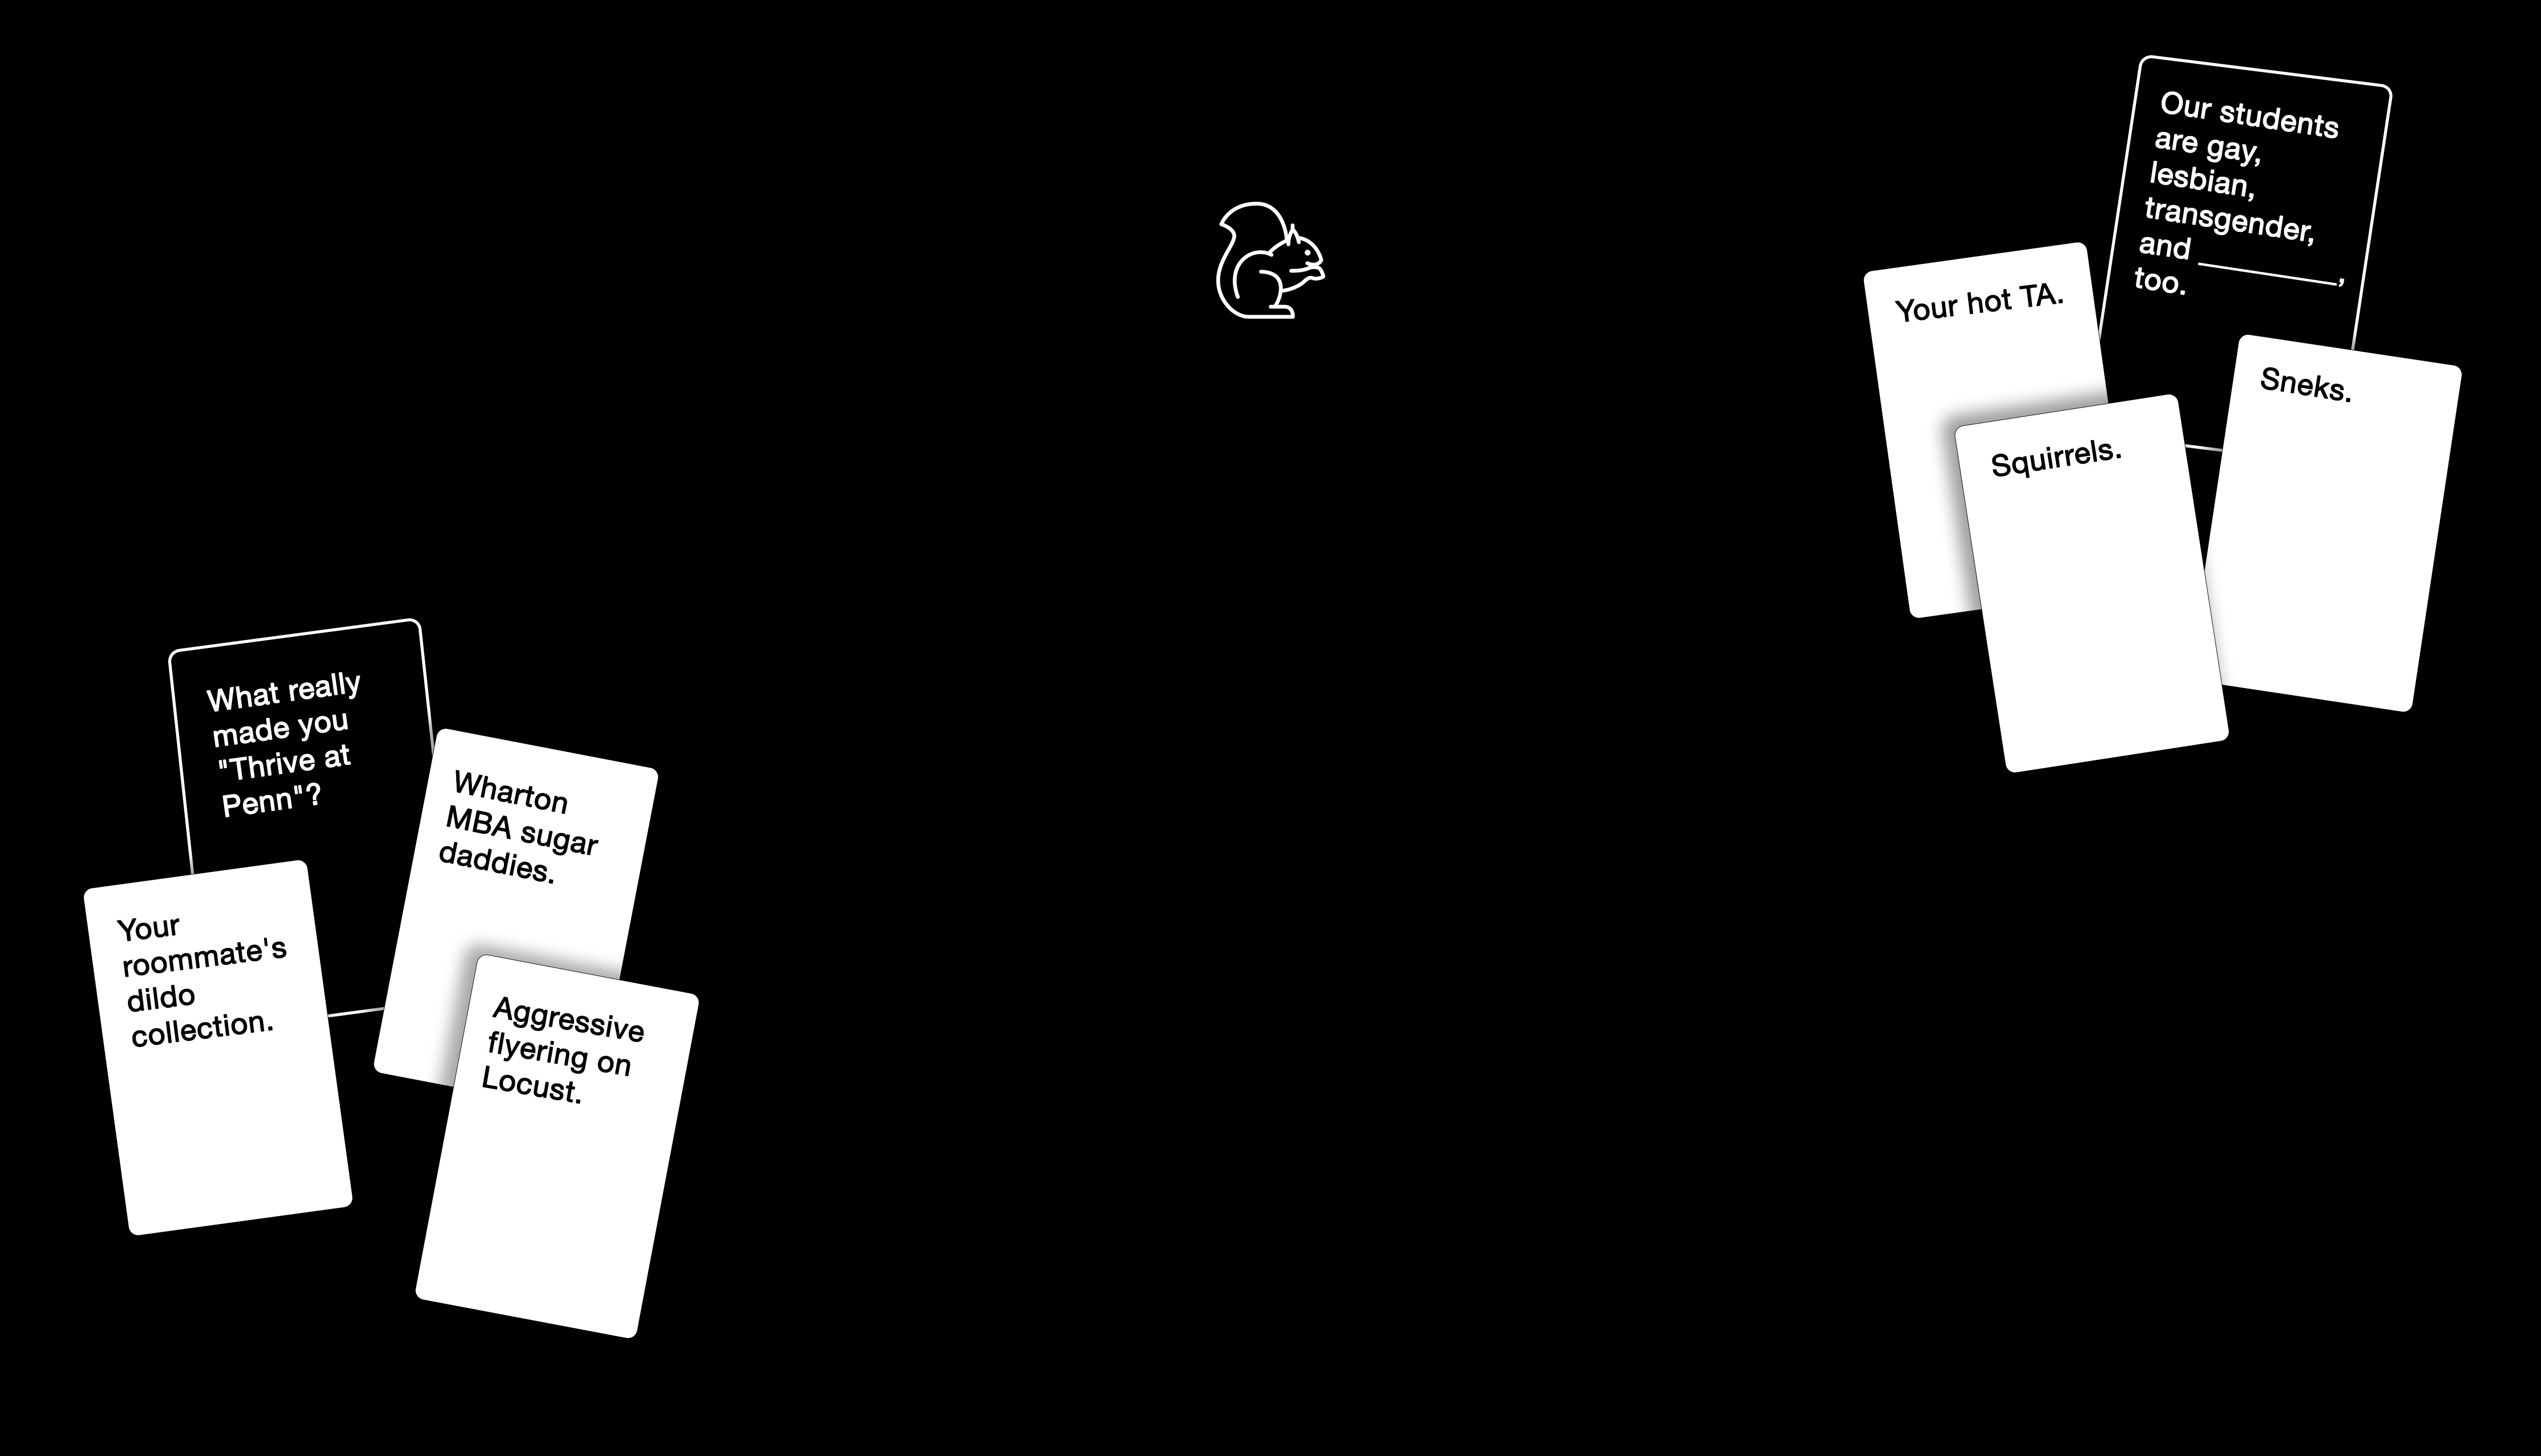 Our students
are gay,
lesbian,
transgender,
and ________,
too.
Your hot TA.
Sneks.
Squirrels.
What really
made you
"Thrive at
Penn"?
Wharton
MBA sugar
daddies.
Your
roommate's
dildo
collection.
Aggressive
flyering on
Locust.